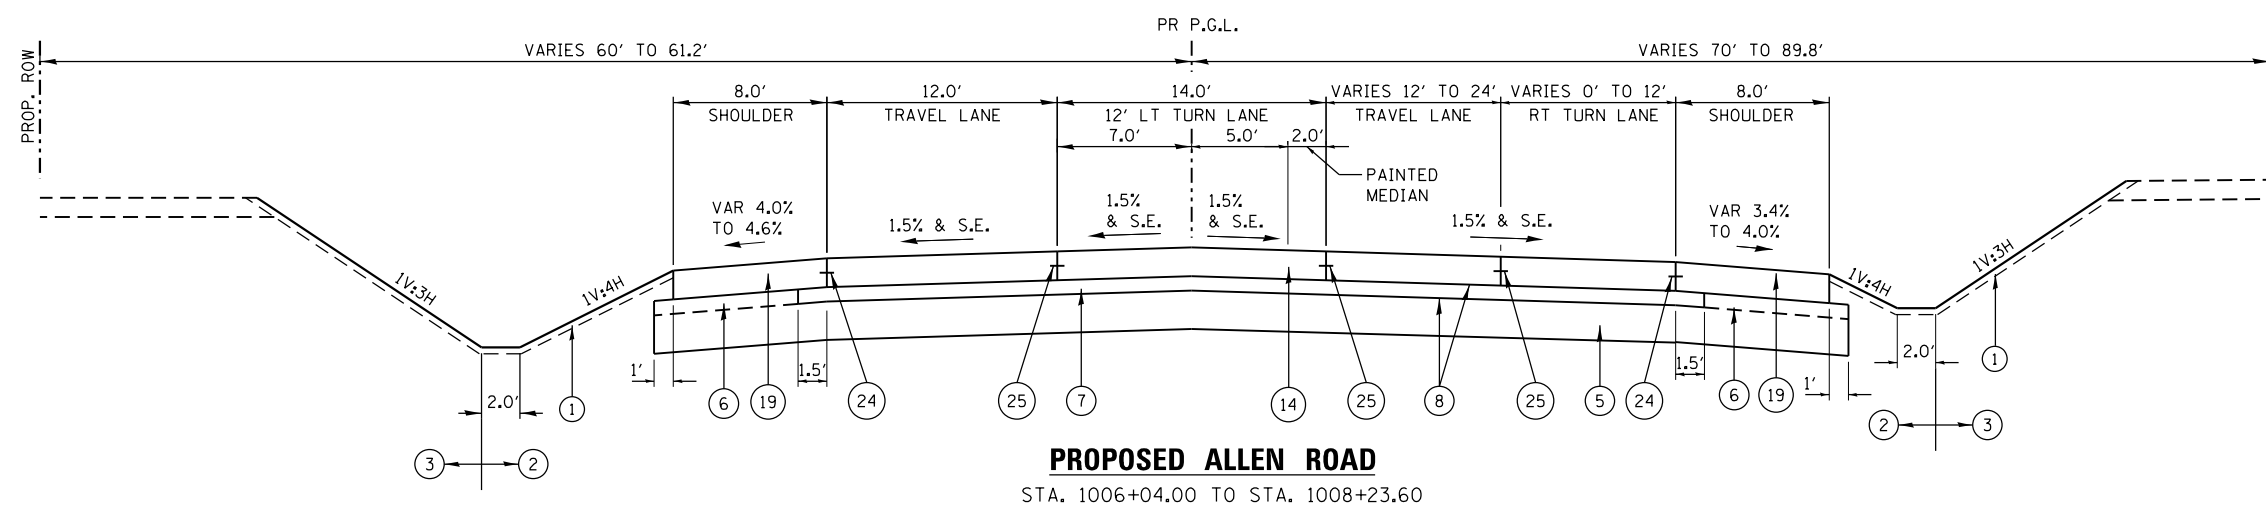 PR P.G.L.
VARIES 60' TO 61.2'
VARIES 70' TO 89.8'
PROP. ROW
8.0'
12.0'
14.0'
VARIES 12' TO 24'
VARIES 0' TO 12'
8.0'
SHOULDER
TRAVEL LANE
12' LT TURN LANE
TRAVEL LANE
RT TURN LANE
SHOULDER
7.0'
5.0'
2.0'
PAINTED
MEDIAN
VAR 4.0%
TO 4.6%
1.5% & S.E.
1.5%
& S.E.
1.5%
& S.E.
1.5% & S.E.
VAR 3.4%
TO 4.0%
1V:3H
1V:4H
1V:4H
1V:3H
1'
1.5'
1.5'
2.0'
1'
2.0'
1
6
19
24
25
7
14
25
8
25
5
24
6
19
1
3
2
2
3
PROPOSED ALLEN ROAD
STA. 1006+04.00 TO STA. 1008+23.60